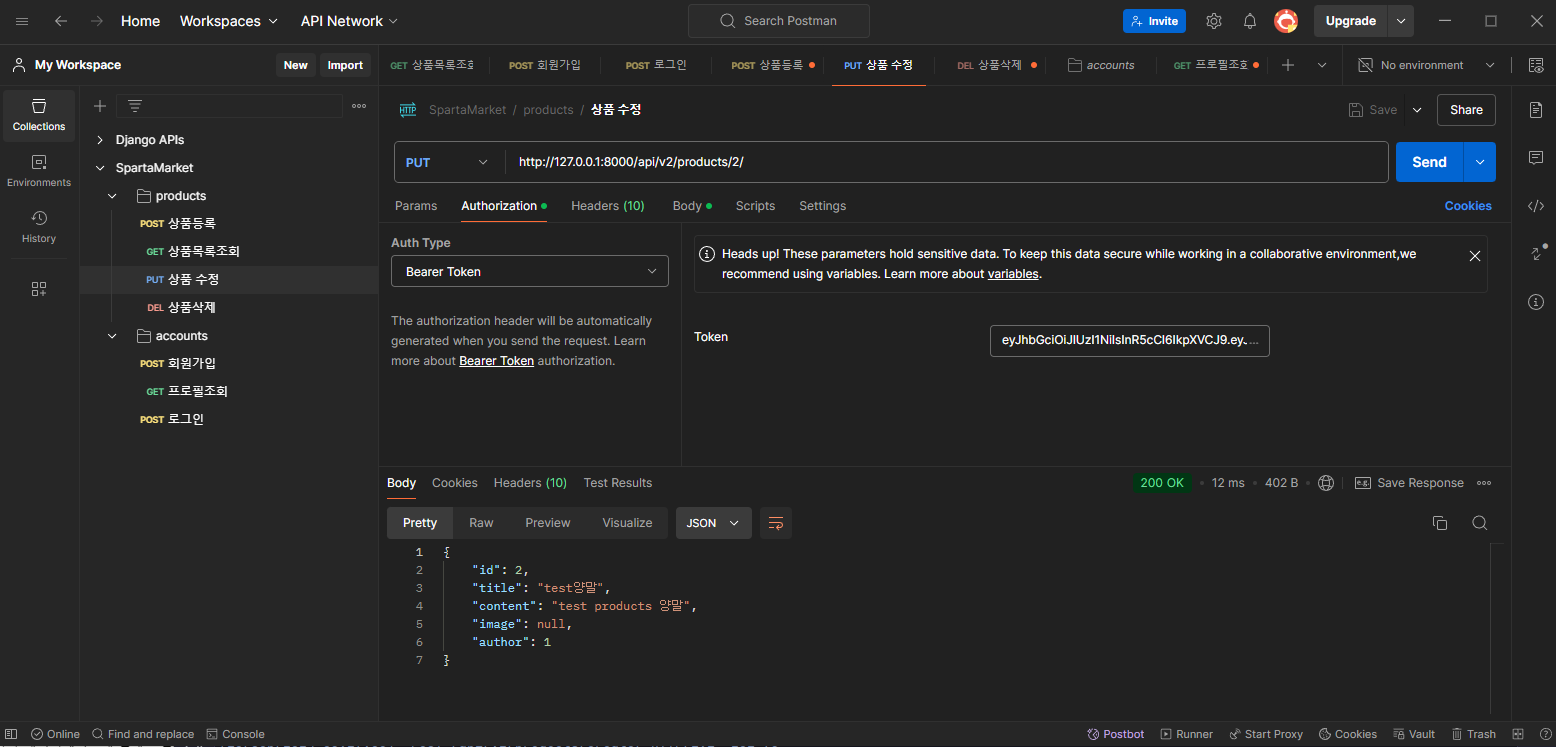 Home Workspaces API Network Search Postman Invite Upgrade
My Workspace New Import GET 상품목록조회 POST 회원가입 POST 로그인 POST 상품등록 PUT 상품 수정 DEL 상품삭제 accounts GET 프로필조회 No environment
Collections
Environments
History
Django APIs
SpartaMarket
products
POST 상품등록
GET 상품목록조회
PUT 상품 수정
DEL 상품삭제
accounts
POST 회원가입
GET 프로필조회
POST 로그인
HTTP SpartaMarket / products / 상품 수정 Save Share
PUT http://127.0.0.1:8000/api/v2/products/2/ Send
Params Authorization Headers (10) Body Scripts Settings Cookies
Auth Type
Bearer Token
The authorization header will be automatically
generated when you send the request. Learn
more about Bearer Token authorization.
Heads up! These parameters hold sensitive data. To keep this data secure while working in a collaborative environment,we
recommend using variables. Learn more about variables.
Token eyJhbGciOiJIUzI1NiIsInR5cCI6IkpXVCJ9.eyJ...
Body Cookies Headers (10) Test Results 200 OK 12 ms 402 B e.g. Save Response
Pretty Raw Preview Visualize JSON
1 {
2 "id": 2,
3 "title": "test양말",
4 "content": "test products 양말",
5 "image": null,
6 "author": 1
7 }
Online Find and replace Console Postbot Runner Start Proxy Cookies Vault Trash